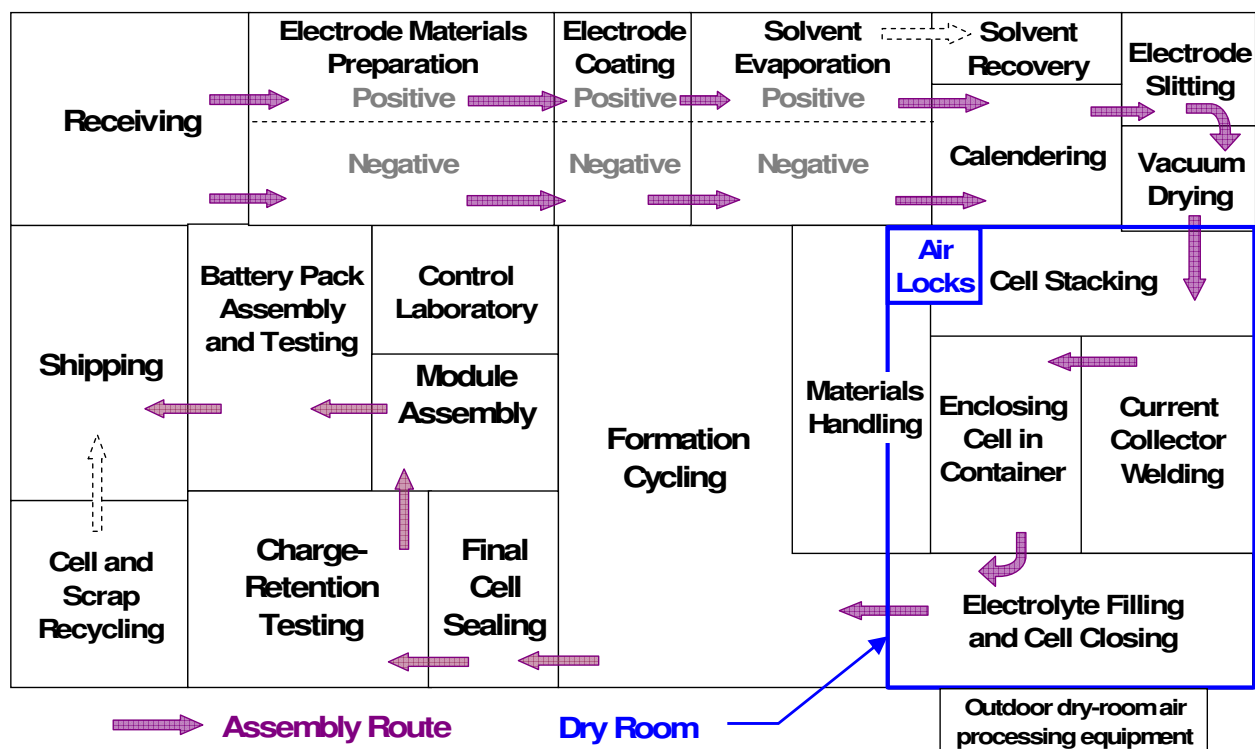 Receiving
Electrode Materials
Preparation
Positive
Negative
Electrode
Coating
Positive
Negative
Solvent
Evaporation
Positive
Negative
Solvent
Recovery
Calendering
Electrode
Slitting
Vacuum
Drying
Shipping
Battery Pack
Assembly
and Testing
Control
Laboratory
Module
Assembly
Formation
Cycling
Materials
Handling
Air
Locks
Cell Stacking
Enclosing
Cell in
Container
Current
Collector
Welding
Cell and
Scrap
Recycling
Charge-
Retention
Testing
Final
Cell
Sealing
Electrolyte Filling
and Cell Closing
Assembly Route
Dry Room
Outdoor dry-room air
processing equipment